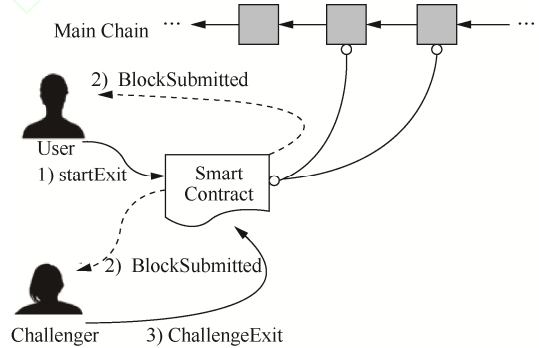 ... ...
Main Chain
2) BlockSubmitted
User
1) startExit
Smart
Contract
2) BlockSubmitted
Challenger
3) ChallengeExit